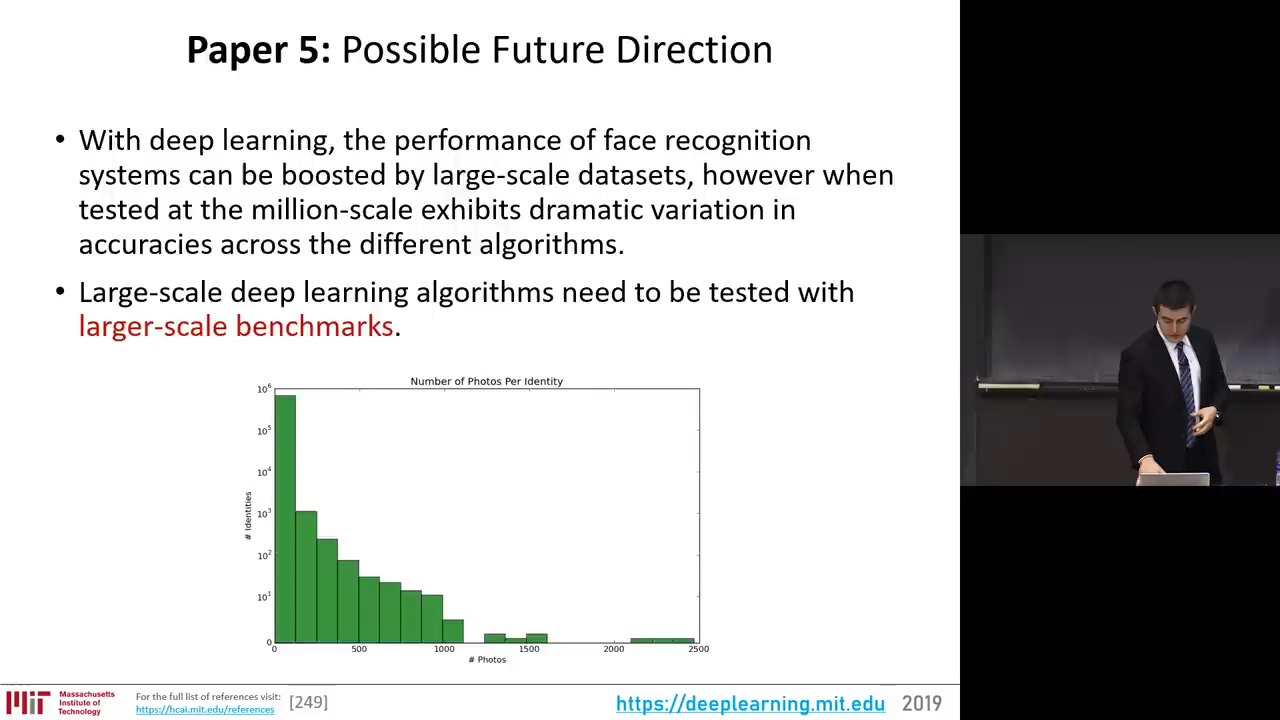 Paper 5: Possible Future Direction
• With deep learning, the performance of face recognition
systems can be boosted by large-scale datasets, however when
tested at the million-scale exhibits dramatic variation in
accuracies across the different algorithms.
• Large-scale deep learning algorithms need to be tested with
larger-scale benchmarks.
Number of Photos Per Identity
10^6
10^5
10^4
10^3
10^2
10^1
0
# Identities
0 500 1000 1500 2000 2500
# Photos
MIT
Massachusetts
Institute of
Technology
For the full list of references visit:
https://hcai.mit.edu/references
[249]
https://deeplearning.mit.edu 2019